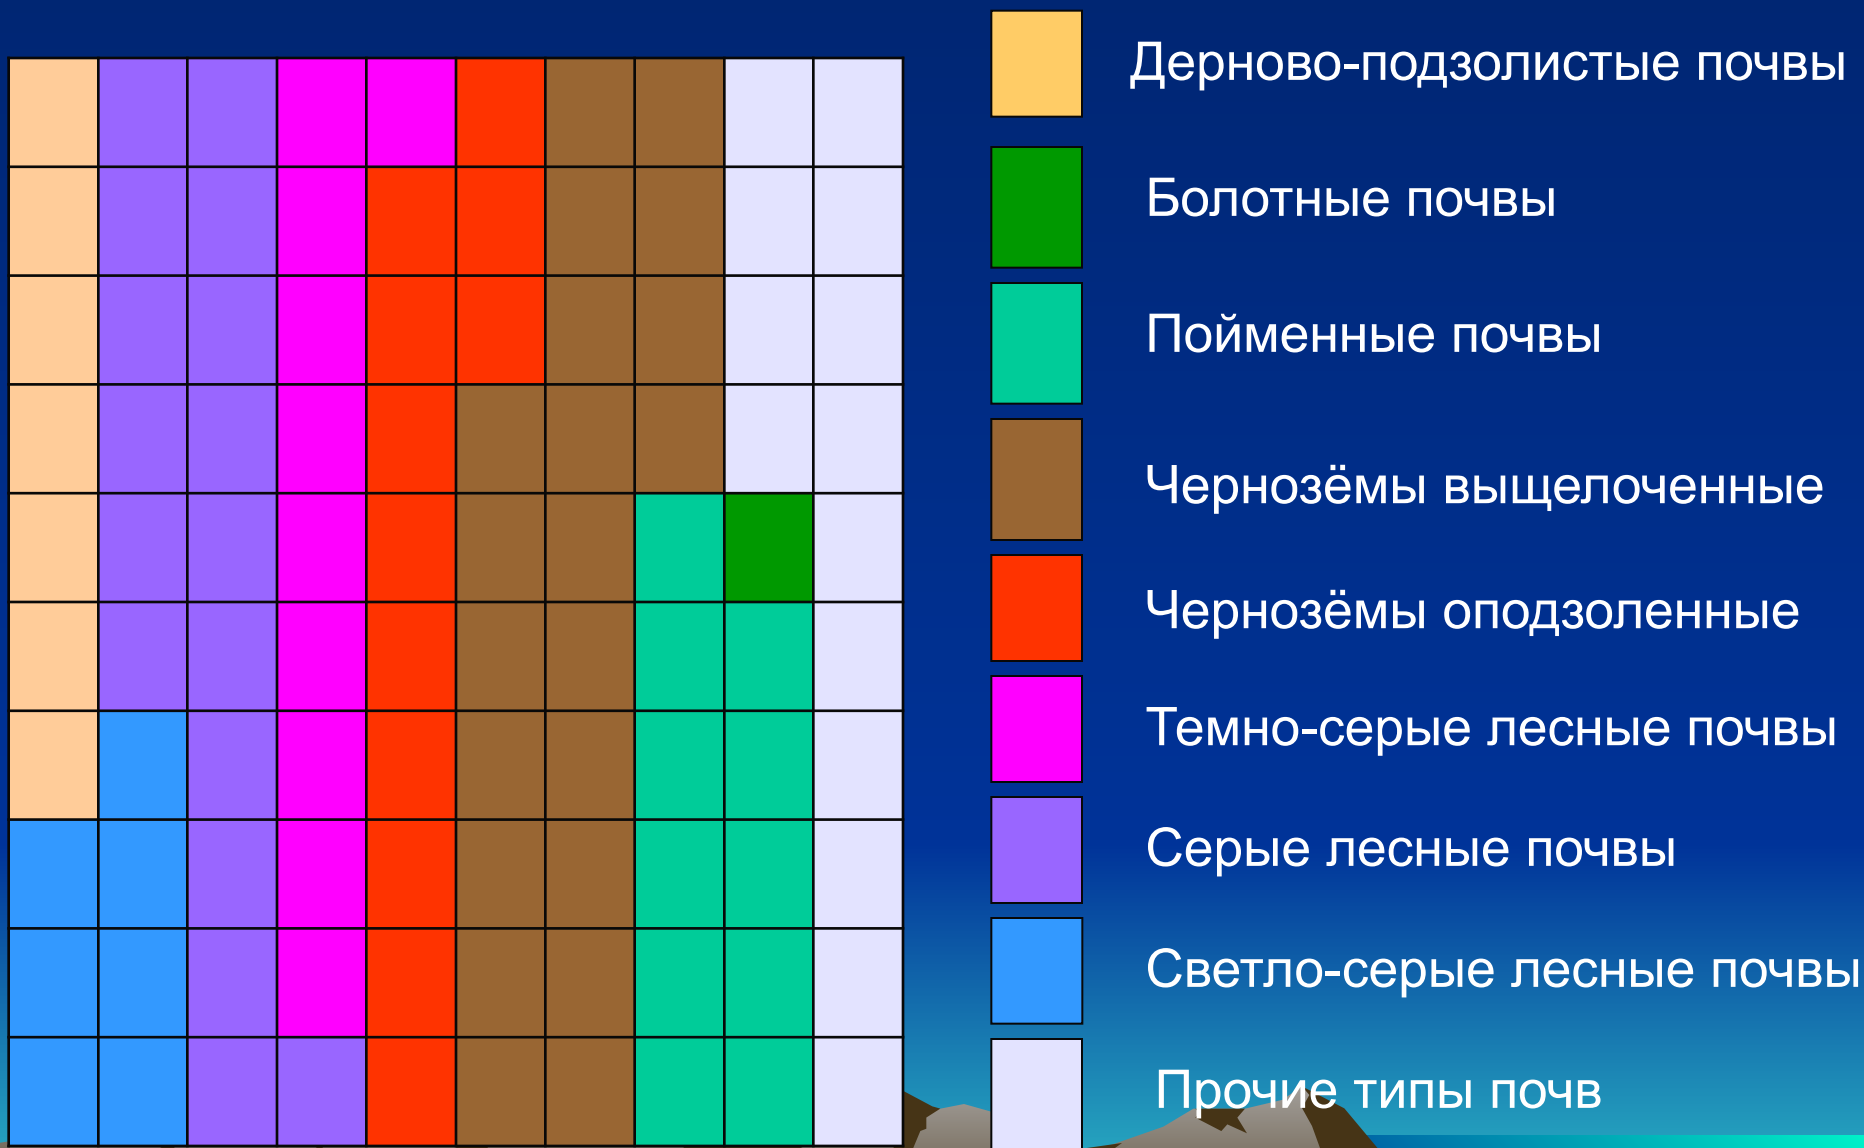 Дерново-подзолистые почвы
Болотные почвы
Пойменные почвы
Чернозёмы выщелоченные
Чернозёмы оподзоленные
Темно-серые лесные почвы
Серые лесные почвы
Светло-серые лесные почвы
Прочие типы почв